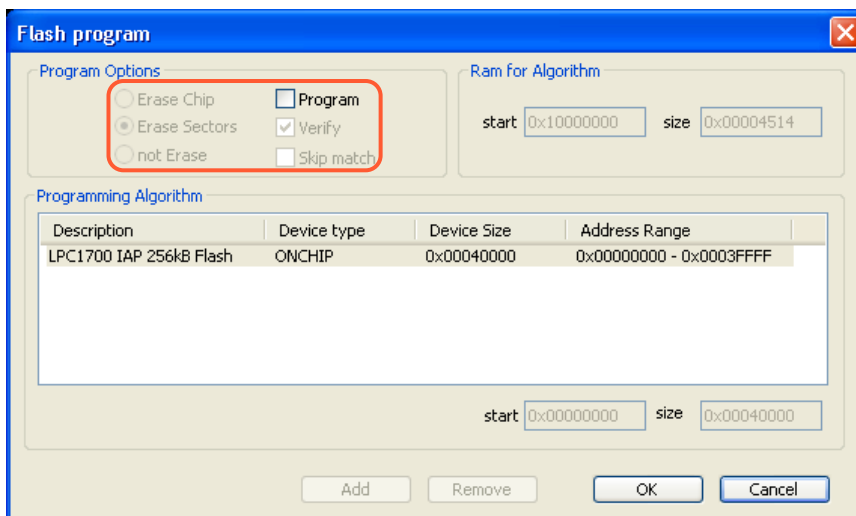 Flash program
Program Options
Ram for Algorithm
Erase Chip Program
Erase Sectors Verify
not Erase Skip match
start 0x10000000 size 0x00004514
Programming Algorithm
Description Device type Device Size Address Range
LPC1700 IAP 256kB Flash ONCHIP 0x00040000 0x00000000 - 0x0003FFFF
start 0x00000000 size 0x00040000
Add Remove OK Cancel